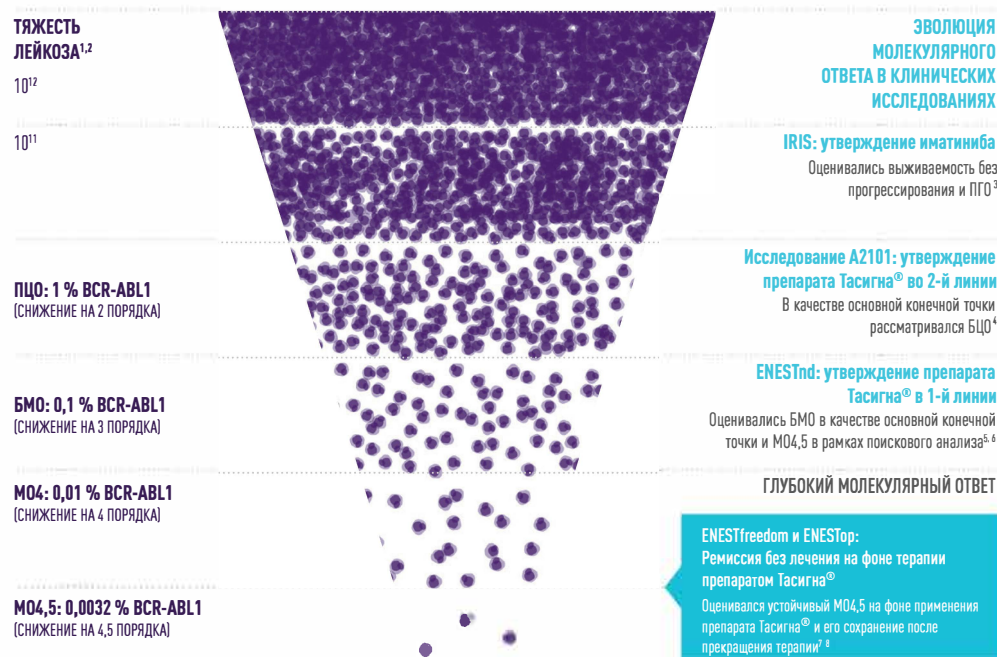 ТЯЖЕСТЬ
ЛЕЙКОЗА1,2
10¹²
10¹¹
ПЦО: 1 % BCR-ABL1
(СНИЖЕНИЕ НА 2 ПОРЯДКА)
БМО: 0,1 % BCR-ABL1
(СНИЖЕНИЕ НА 3 ПОРЯДКА)
МО4: 0,01 % BCR-ABL1
(СНИЖЕНИЕ НА 4 ПОРЯДКА)
МО4,5: 0,0032 % BCR-ABL1
(СНИЖЕНИЕ НА 4,5 ПОРЯДКА)
ЭВОЛЮЦИЯ
МОЛЕКУЛЯРНОГО
ОТВЕТА В КЛИНИЧЕСКИХ
ИССЛЕДОВАНИЯХ
IRIS: утверждение иматиниба
Оценивались выживаемость без
прогрессирования и ПГО³
Исследование А2101: утверждение
препарата Тасигна® во 2-й линии
В качестве основной конечной точки
рассматривался БЦО⁴
ENESTnd: утверждение препарата
Тасигна® в 1-й линии
Оценивались БМО в качестве основной конечной
точки и МО4,5 в рамках поискового анализа5, 6
ГЛУБОКИЙ МОЛЕКУЛЯРНЫЙ ОТВЕТ
ENESTfreedom и ENESTop:
Ремиссия без лечения на фоне терапии
препаратом Тасигна®
Оценивался устойчивый МО4,5 на фоне применения
препарата Тасигна® и его сохранение после
прекращения терапии7 8